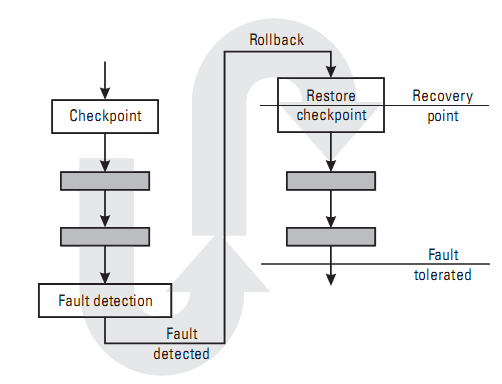 Rollback
Checkpoint
Restore
checkpoint
Recovery
point
Fault
tolerated
Fault detection
Fault
detected